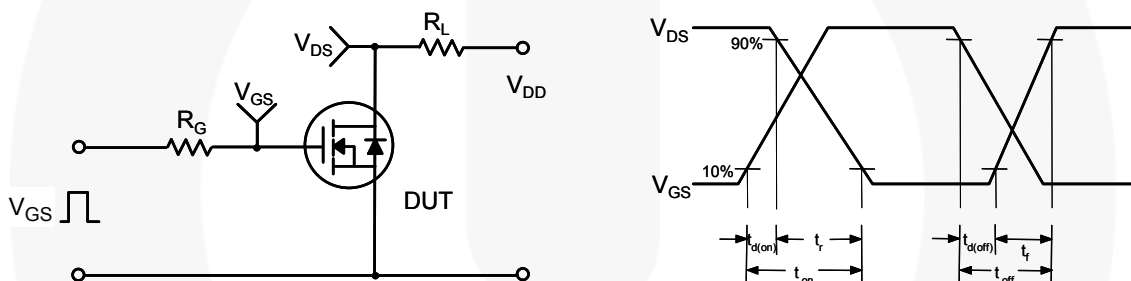 R_L
V_DS
V_DD
V_GS
R_G
V_GS
DUT
V_DS
90%
10%
V_GS
t_d(on)
t_r
t_on
t_d(off)
t_f
t_off